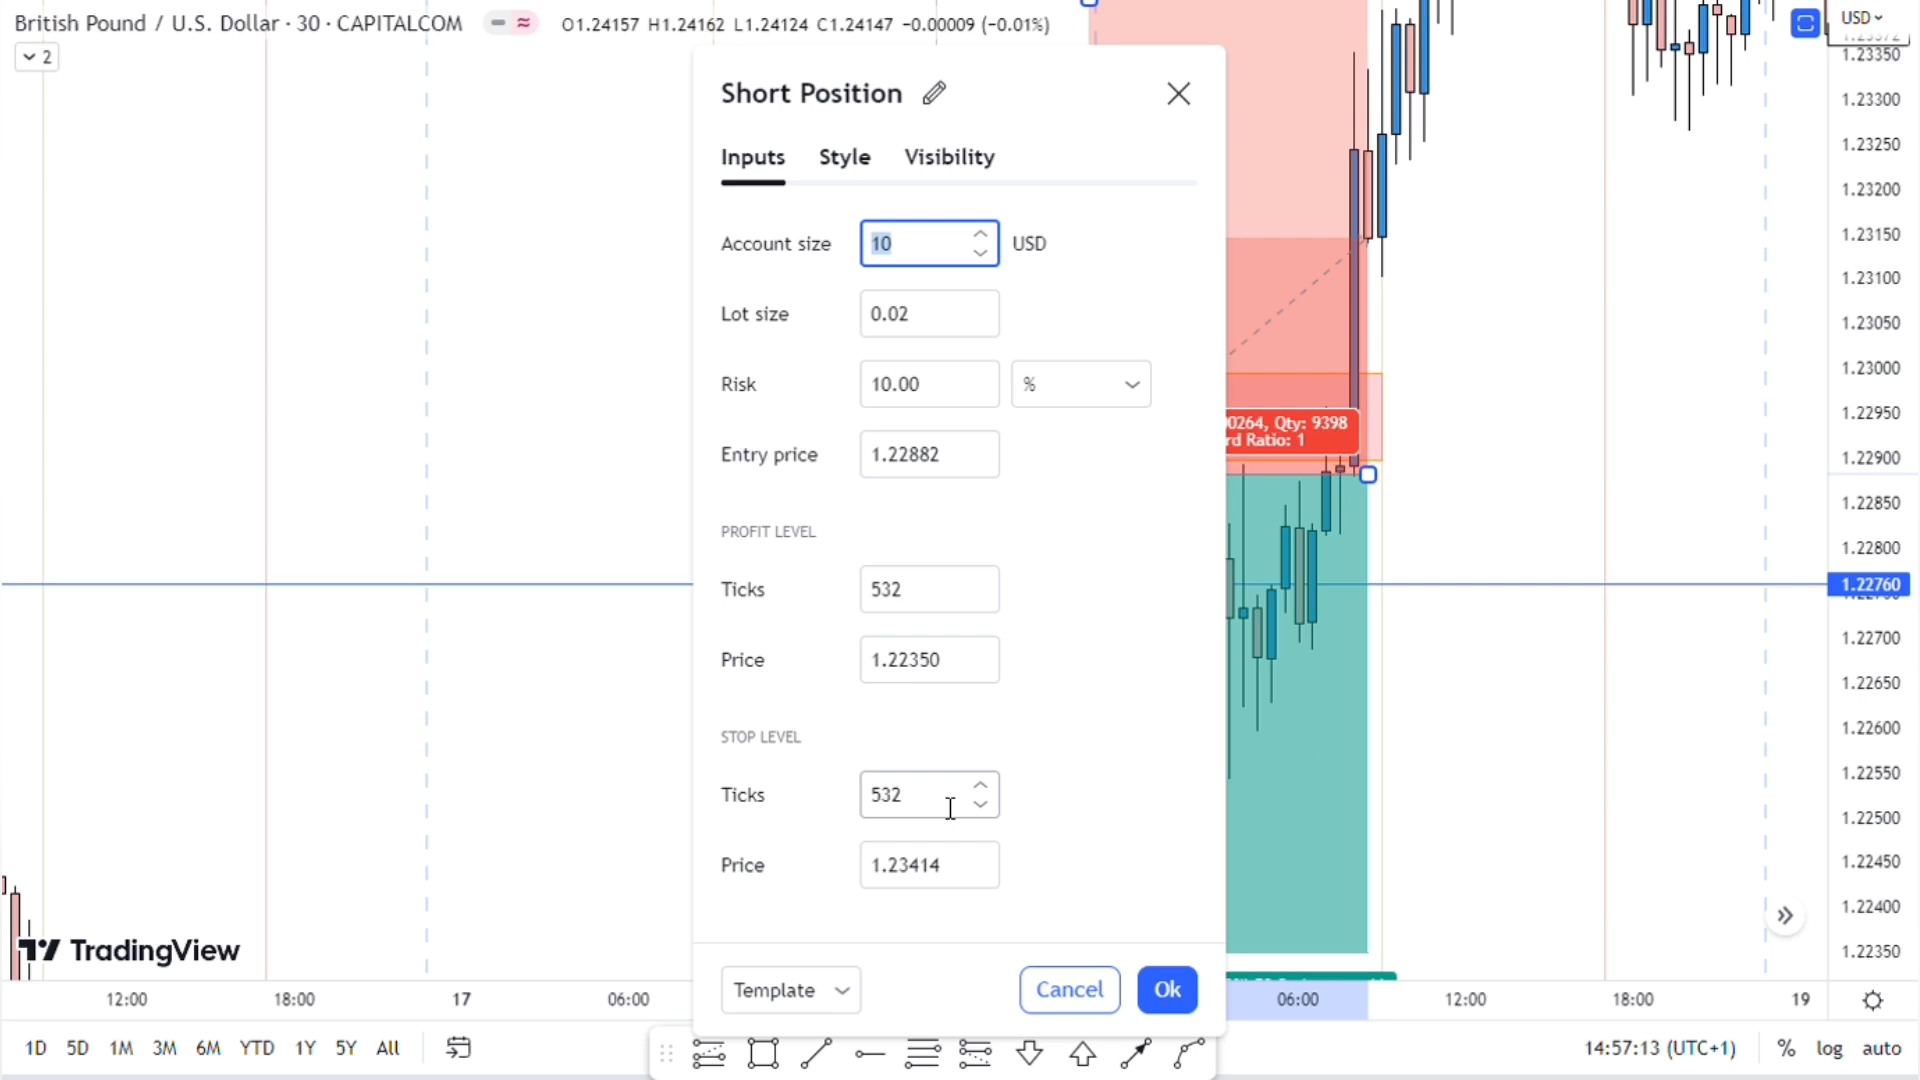 British Pound / U.S. Dollar · 30 · CAPITALCOM
O1.24157 H1.24162 L1.24124 C1.24147 −0.00009 (−0.01%)
2
USD
1.23350
1.23300
1.23250
1.23200
1.23150
1.23100
1.23050
1.23000
1.22950
1.22900
1.22850
1.22800
1.22760
1.22700
1.22650
1.22600
1.22550
1.22500
1.22450
1.22400
1.22350
Short Position
Inputs Style Visibility
Account size 10 USD
Lot size 0.02
Risk 10.00 %
Entry price 1.22882
PROFIT LEVEL
Ticks 532
Price 1.22350
STOP LEVEL
Ticks 532
Price 1.23414
Template Cancel Ok
00264, Qty: 9398
rd Ratio: 1
TradingView
12:00 18:00 17 06:00 06:00 12:00 18:00 19
1D 5D 1M 3M 6M YTD 1Y 5Y All
14:57:13 (UTC+1) % log auto